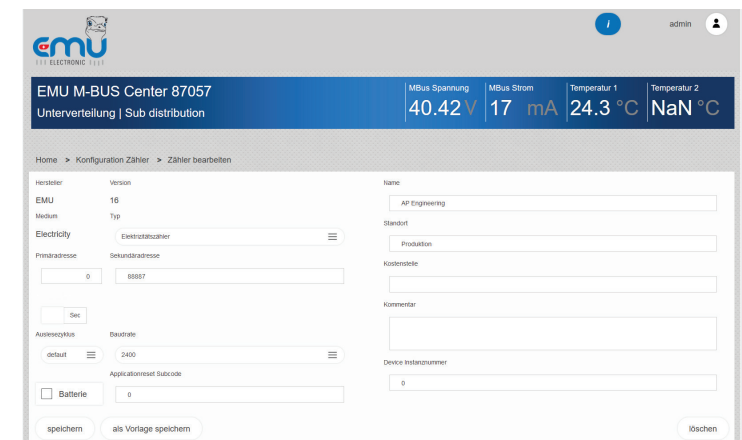 i
admin
emu
ELECTRONIC
EMU M-BUS Center 87057
Unterverteilung | Sub distribution
MBus Spannung
40.42 V
MBus Strom
17 mA
Temperatur 1
24.3 °C
Temperatur 2
NaN °C
Home > Konfiguration Zähler > Zähler bearbeiten
Hersteller Version
EMU 16
Medium Typ
Electricity Elektrizitätszähler
Primäradresse Sekundäradresse
0 88887
Sec
Auslesezyklus Baudrate
default 2400
Applicationreset Subcode
Batterie 0
Name
AP Engineering
Standort
Produktion
Kostenstelle
Kommentar
Device Instanznummer
0
speichern als Vorlage speichern löschen